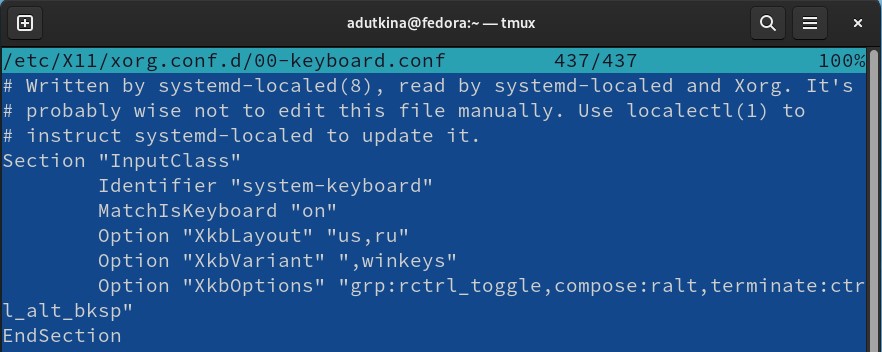 adutkina@fedora:~ — tmux
/etc/X11/xorg.conf.d/00-keyboard.conf 437/437 100%
# Written by systemd-localed(8), read by systemd-localed and Xorg. It's
# probably wise not to edit this file manually. Use localectl(1) to
# instruct systemd-localed to update it.
Section "InputClass"
        Identifier "system-keyboard"
        MatchIsKeyboard "on"
        Option "XkbLayout" "us,ru"
        Option "XkbVariant" ",winkeys"
        Option "XkbOptions" "grp:rctrl_toggle,compose:ralt,terminate:ctr
l_alt_bksp"
EndSection